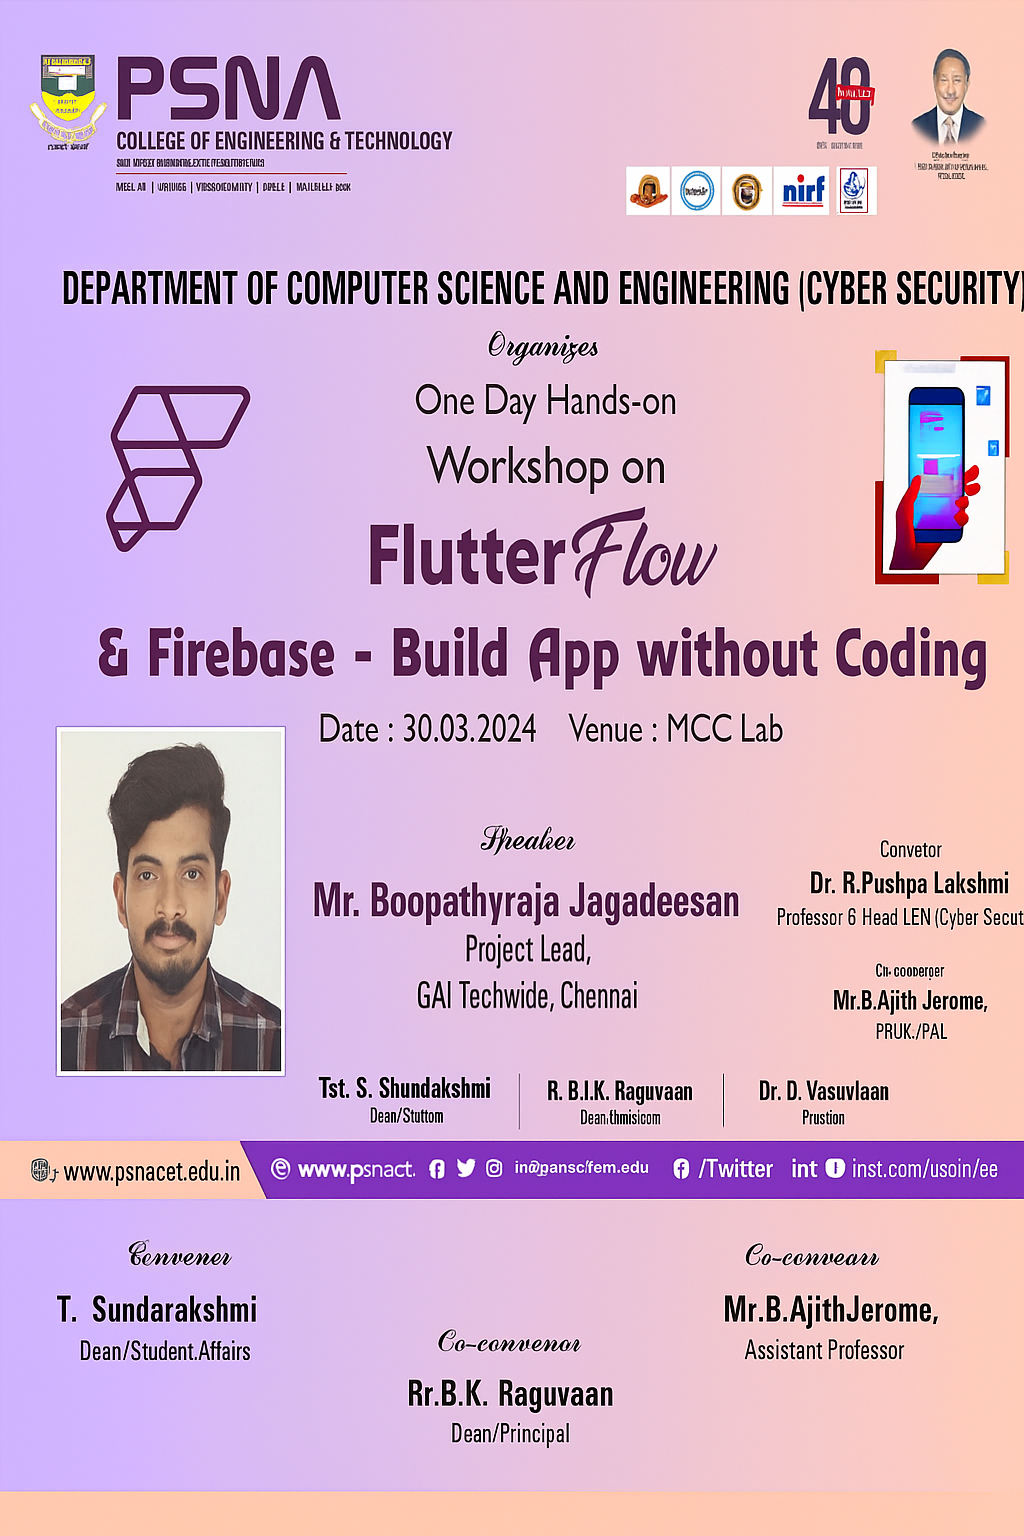 PSNA
COLLEGE OF ENGINEERING & TECHNOLOGY
40
nirf
DEPARTMENT OF COMPUTER SCIENCE AND ENGINEERING (CYBER SECURITY)
Organizes
One Day Hands-on
Workshop on
FlutterFlow
& Firebase - Build App without Coding
Date : 30.03.2024 Venue : MCC Lab
Speaker
Mr. Boopathyraja Jagadeesan
Project Lead,
GAI Techwide, Chennai
Convetor
Dr. R.Pushpa Lakshmi
Professor 6 Head LEN (Cyber Secut
Mr.B.Ajith Jerome,
PRUK./PAL
Tst. S. Shundakshmi
Dean/Stuttom
R. B.I.K. Raguvaan
Dr. D. Vasuvlaan
Prustion
www.psnacet.edu.in
www.psnact.
in@pansc/fem.edu
/Twitter
int
inst.com/usoin/ee
Convener
T. Sundarakshmi
Dean/Student.Affairs
Co-convearr
Mr.B.AjithJerome,
Assistant Professor
Co-convenor
Rr.B.K. Raguvaan
Dean/Principal